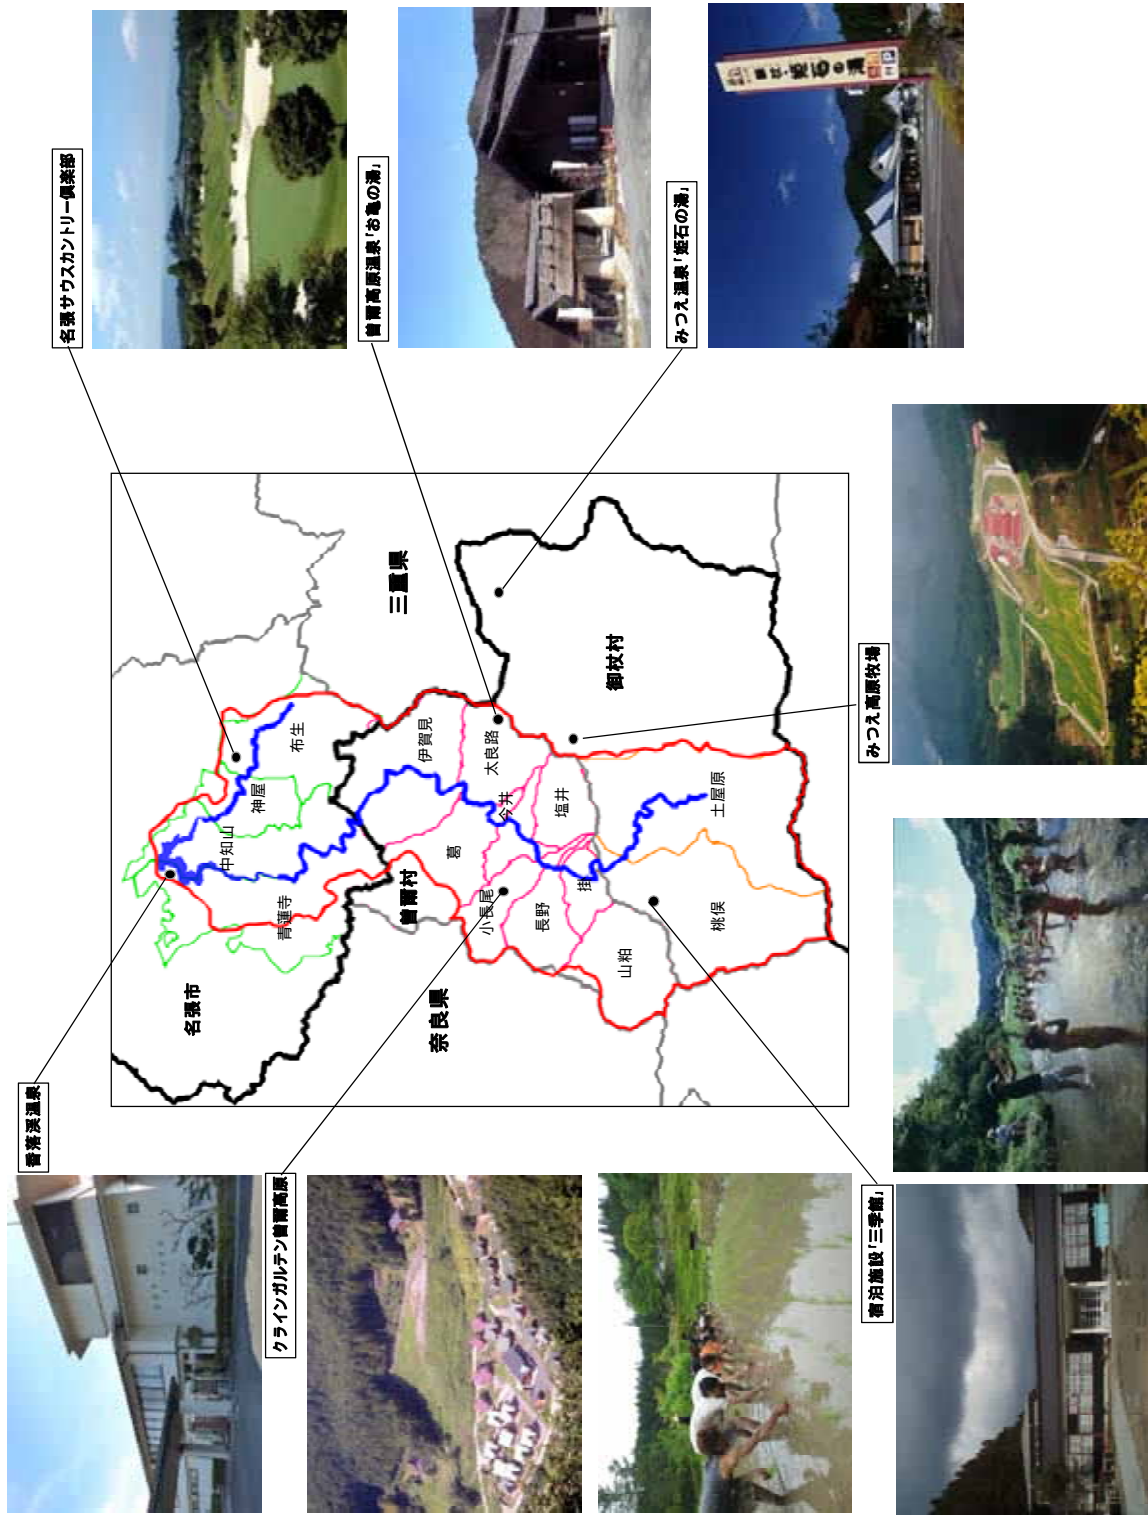 香落渓温泉
名張サウスカントリー倶楽部
曽爾高原温泉「お亀の湯」
みつえ温泉「姫石の湯」
みつえ高原牧場
クラインガルテン曽爾高原
宿泊施設「三季館」
名張市
青蓮寺
中知山
神屋
布生
三重県
曽爾村
葛
伊賀見
奈良県
小長尾
今井
太良路
長野
掛
塩井
山粕
御杖村
桃俣
土屋原
姫石の湯